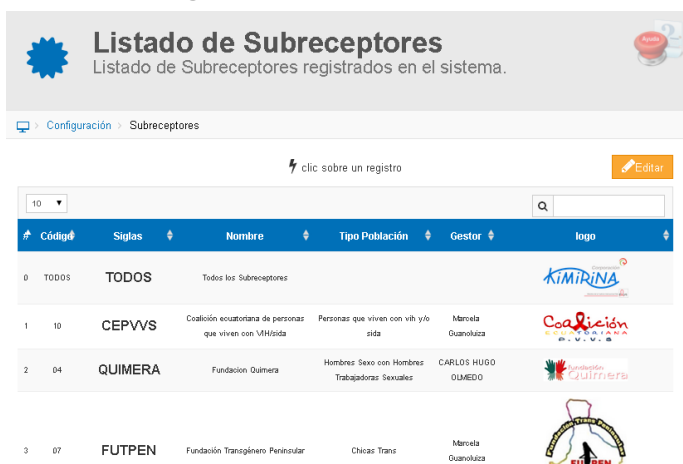 Listado de Subreceptores
Listado de Subreceptores registrados en el sistema.
Ayuda
Configuración > Subreceptores
clic sobre un registro
Editar
10
# Código Siglas Nombre Tipo Población Gestor logo
0 TODOS TODOS Todos los Subreceptores
KiMiRiNA
1 10 CEPVVS Coalición ecuatoriana de personas que viven con VIH/sida Personas que viven con vih y/o sida Marcela Guanoluiza
Coalición
ECUATORIANA
P.V.V.S
2 04 QUIMERA Fundacion Quimera Hombres Sexo con Hombres Trabajadoras Sexuales CARLOS HUGO OLMEDO
Fundación
Quimera
3 07 FUTPEN Fundación Transgénero Peninsular Chicas Trans Marcela Guanoluiza
FUTPEN